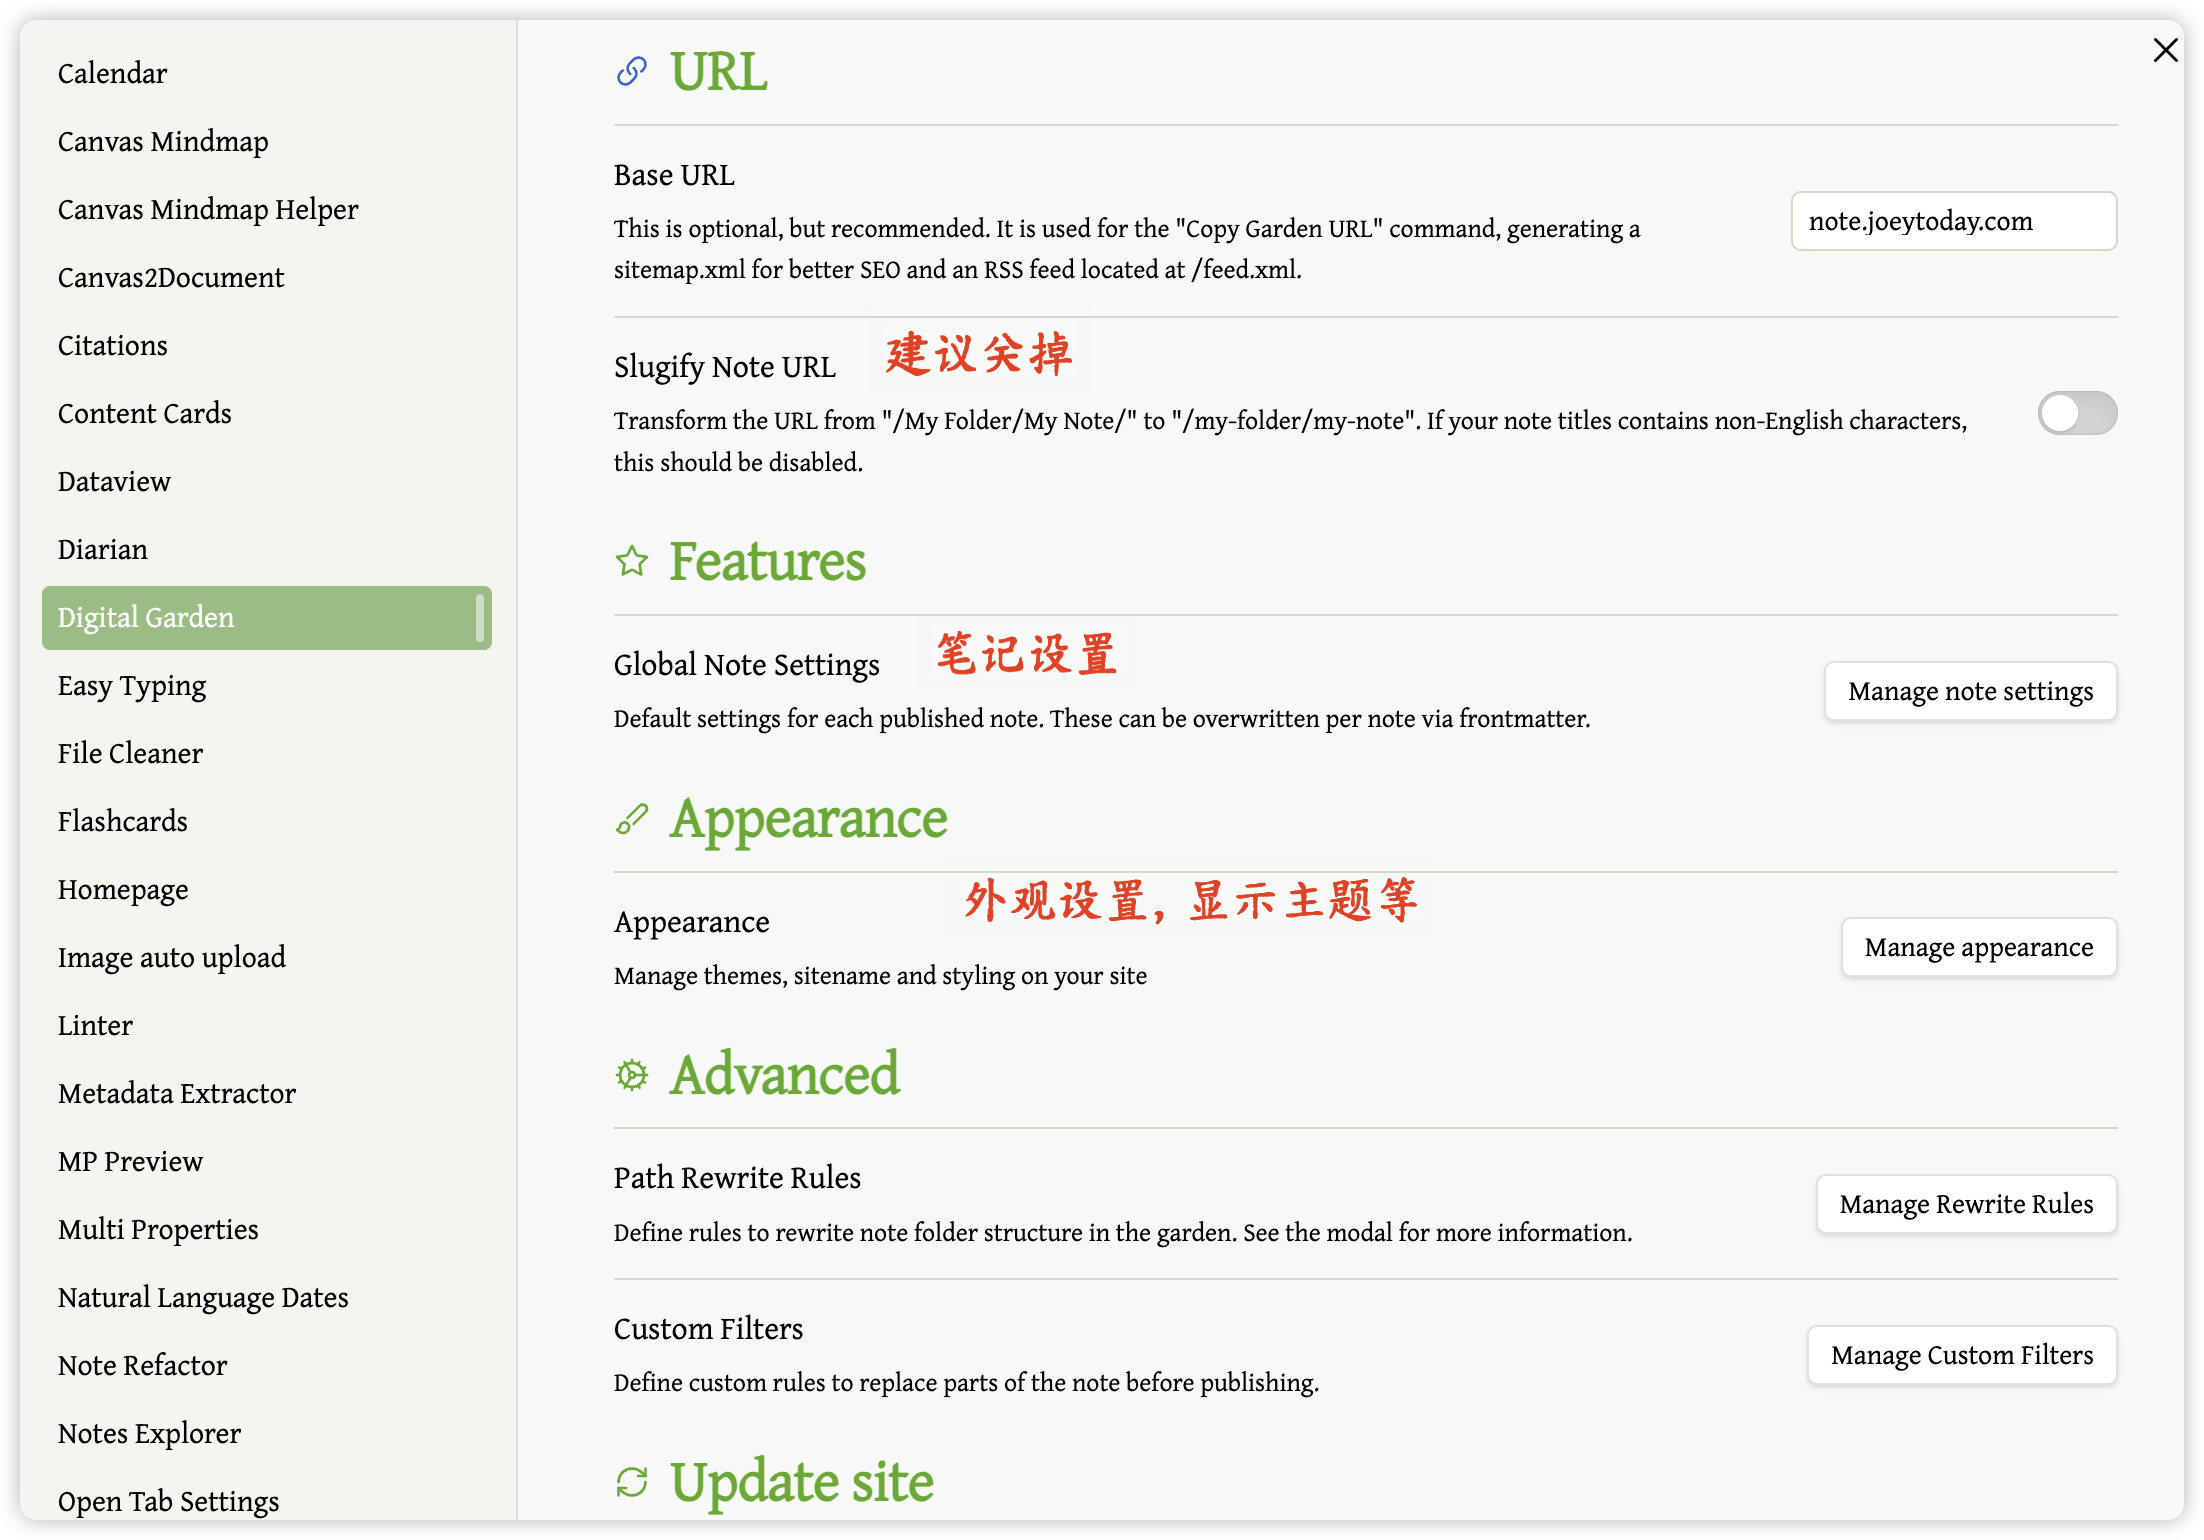 Calendar
Canvas Mindmap
Canvas Mindmap Helper
Canvas2Document
Citations
Content Cards
Dataview
Diarian
Digital Garden
Easy Typing
File Cleaner
Flashcards
Homepage
Image auto upload
Linter
Metadata Extractor
MP Preview
Multi Properties
Natural Language Dates
Note Refactor
Notes Explorer
Open Tab Settings
URL
Base URL
This is optional, but recommended. It is used for the "Copy Garden URL" command, generating a
sitemap.xml for better SEO and an RSS feed located at /feed.xml.
note.joeytoday.com
Slugify Note URL
建议关掉
Transform the URL from "/My Folder/My Note/" to "/my-folder/my-note". If your note titles contains non-English characters,
this should be disabled.
Features
Global Note Settings
笔记设置
Default settings for each published note. These can be overwritten per note via frontmatter.
Manage note settings
Appearance
Appearance
外观设置, 显示主题等
Manage themes, sitename and styling on your site
Manage appearance
Advanced
Path Rewrite Rules
Define rules to rewrite note folder structure in the garden. See the modal for more information.
Manage Rewrite Rules
Custom Filters
Define custom rules to replace parts of the note before publishing.
Manage Custom Filters
Update site